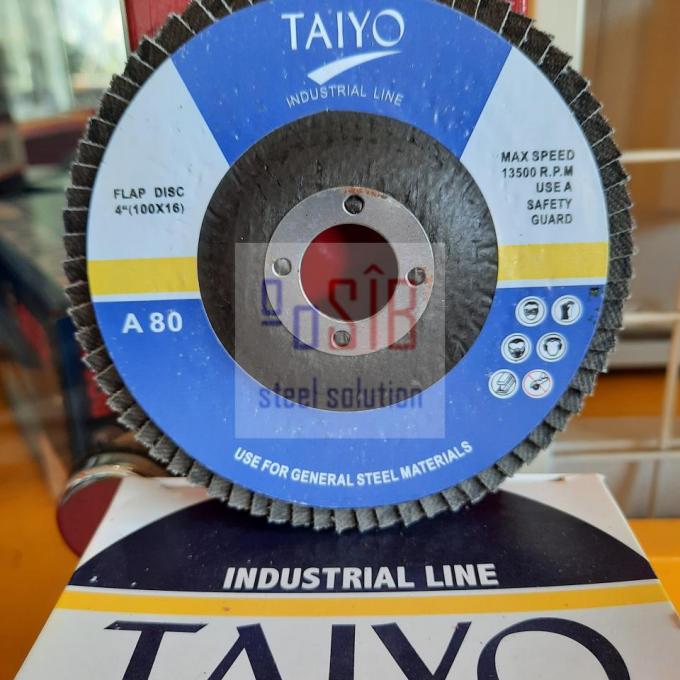 TAIYO
INDUSTRIAL LINE
FLAP DISC
4"(100X16)
MAX SPEED
13500 R.P.M
USE A
SAFETY
GUARD
A 80
SÎB
steel solution
USE FOR GENERAL STEEL MATERIALS
INDUSTRIAL LINE
TAIYO